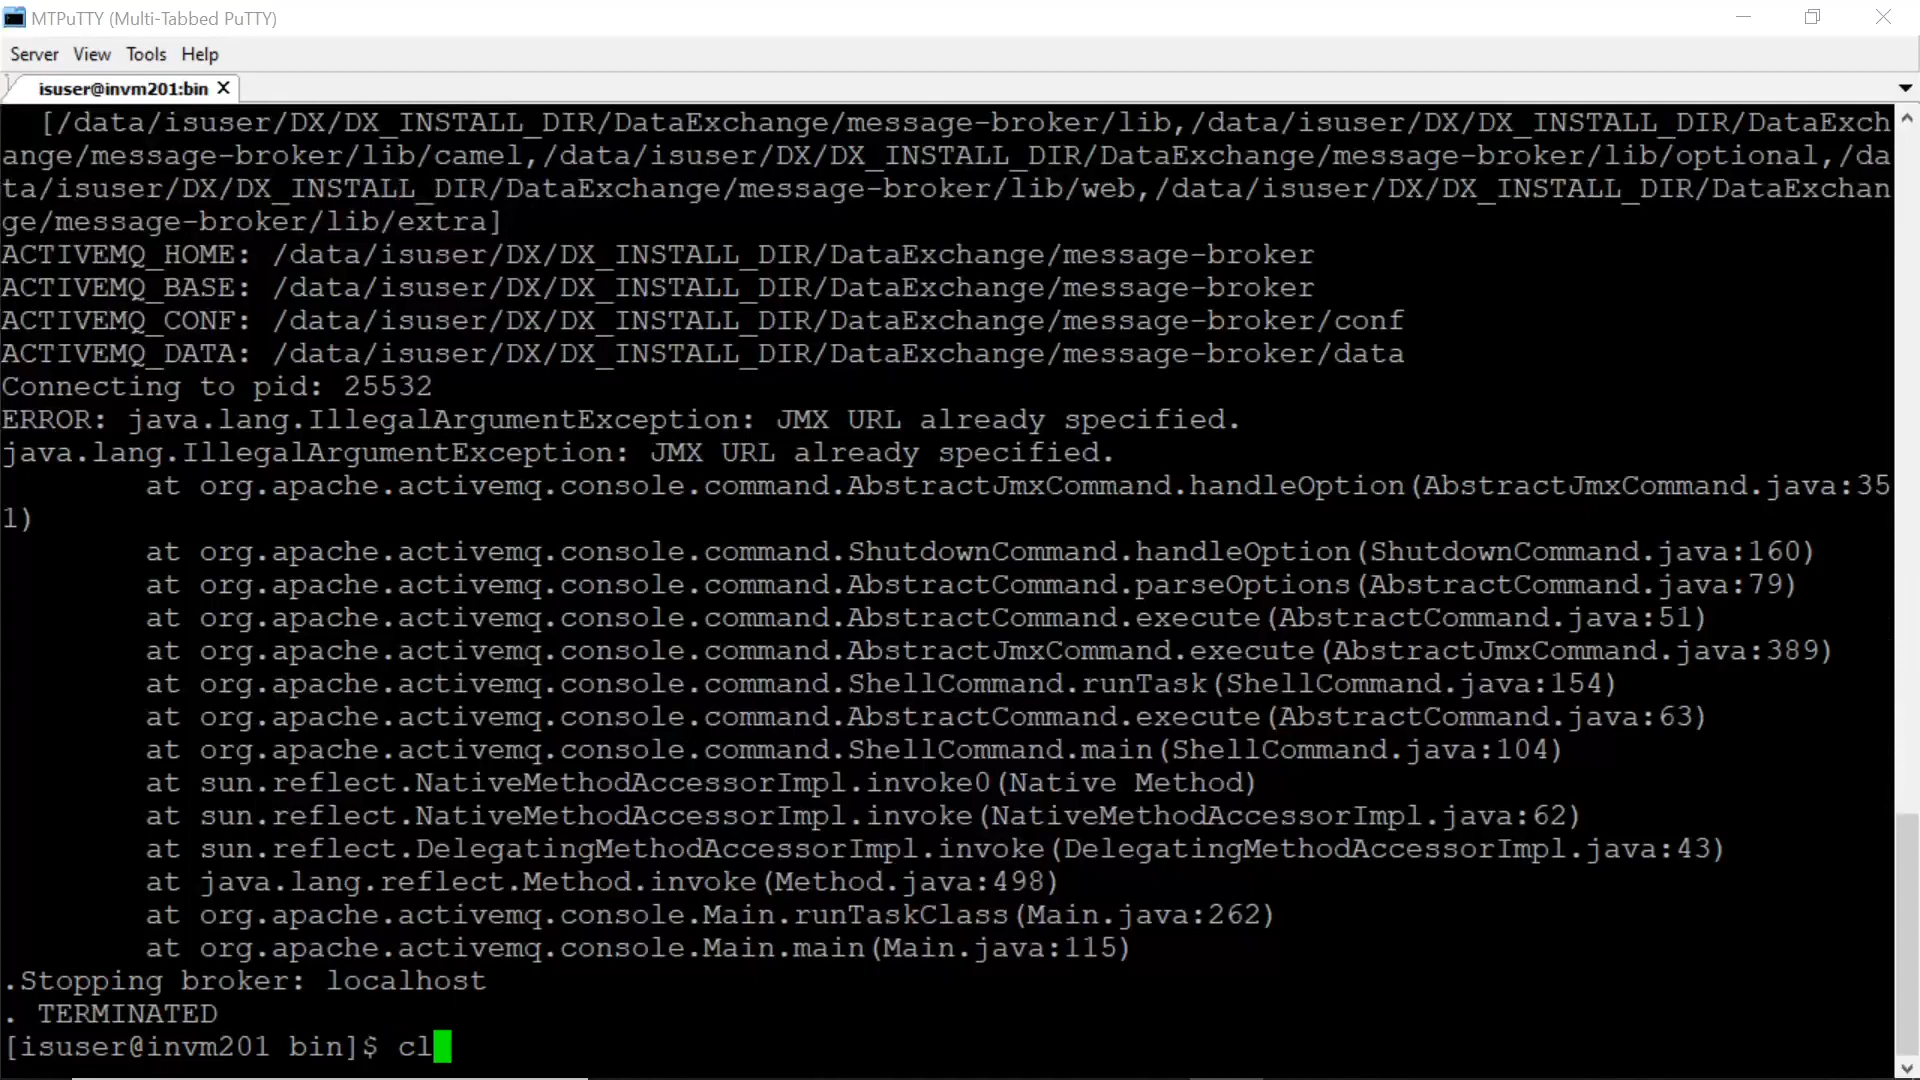 MTPuTTY (Multi-Tabbed PuTTY)
Server View Tools Help
isuser@invm201:bin X
[/data/isuser/DX/DX_INSTALL_DIR/DataExchange/message-broker/lib,/data/isuser/DX/DX_INSTALL_DIR/DataExch
ange/message-broker/lib/camel,/data/isuser/DX/DX_INSTALL_DIR/DataExchange/message-broker/lib/optional,/da
ta/isuser/DX/DX_INSTALL_DIR/DataExchange/message-broker/lib/web,/data/isuser/DX/DX_INSTALL_DIR/DataExchan
ge/message-broker/lib/extra]
ACTIVEMQ_HOME: /data/isuser/DX/DX_INSTALL_DIR/DataExchange/message-broker
ACTIVEMQ_BASE: /data/isuser/DX/DX_INSTALL_DIR/DataExchange/message-broker
ACTIVEMQ_CONF: /data/isuser/DX/DX_INSTALL_DIR/DataExchange/message-broker/conf
ACTIVEMQ_DATA: /data/isuser/DX/DX_INSTALL_DIR/DataExchange/message-broker/data
Connecting to pid: 25532
ERROR: java.lang.IllegalArgumentException: JMX URL already specified.
java.lang.IllegalArgumentException: JMX URL already specified.
at org.apache.activemq.console.command.AbstractJmxCommand.handleOption(AbstractJmxCommand.java:35
1)
at org.apache.activemq.console.command.ShutdownCommand.handleOption(ShutdownCommand.java:160)
at org.apache.activemq.console.command.AbstractCommand.parseOptions(AbstractCommand.java:79)
at org.apache.activemq.console.command.AbstractCommand.execute(AbstractCommand.java:51)
at org.apache.activemq.console.command.AbstractJmxCommand.execute(AbstractJmxCommand.java:389)
at org.apache.activemq.console.command.ShellCommand.runTask(ShellCommand.java:154)
at org.apache.activemq.console.command.AbstractCommand.execute(AbstractCommand.java:63)
at org.apache.activemq.console.command.ShellCommand.main(ShellCommand.java:104)
at sun.reflect.NativeMethodAccessorImpl.invoke0(Native Method)
at sun.reflect.NativeMethodAccessorImpl.invoke(NativeMethodAccessorImpl.java:62)
at sun.reflect.DelegatingMethodAccessorImpl.invoke(DelegatingMethodAccessorImpl.java:43)
at java.lang.reflect.Method.invoke(Method.java:498)
at org.apache.activemq.console.Main.runTaskClass(Main.java:262)
at org.apache.activemq.console.Main.main(Main.java:115)
.Stopping broker: localhost
. TERMINATED
[isuser@invm201 bin]$ cl